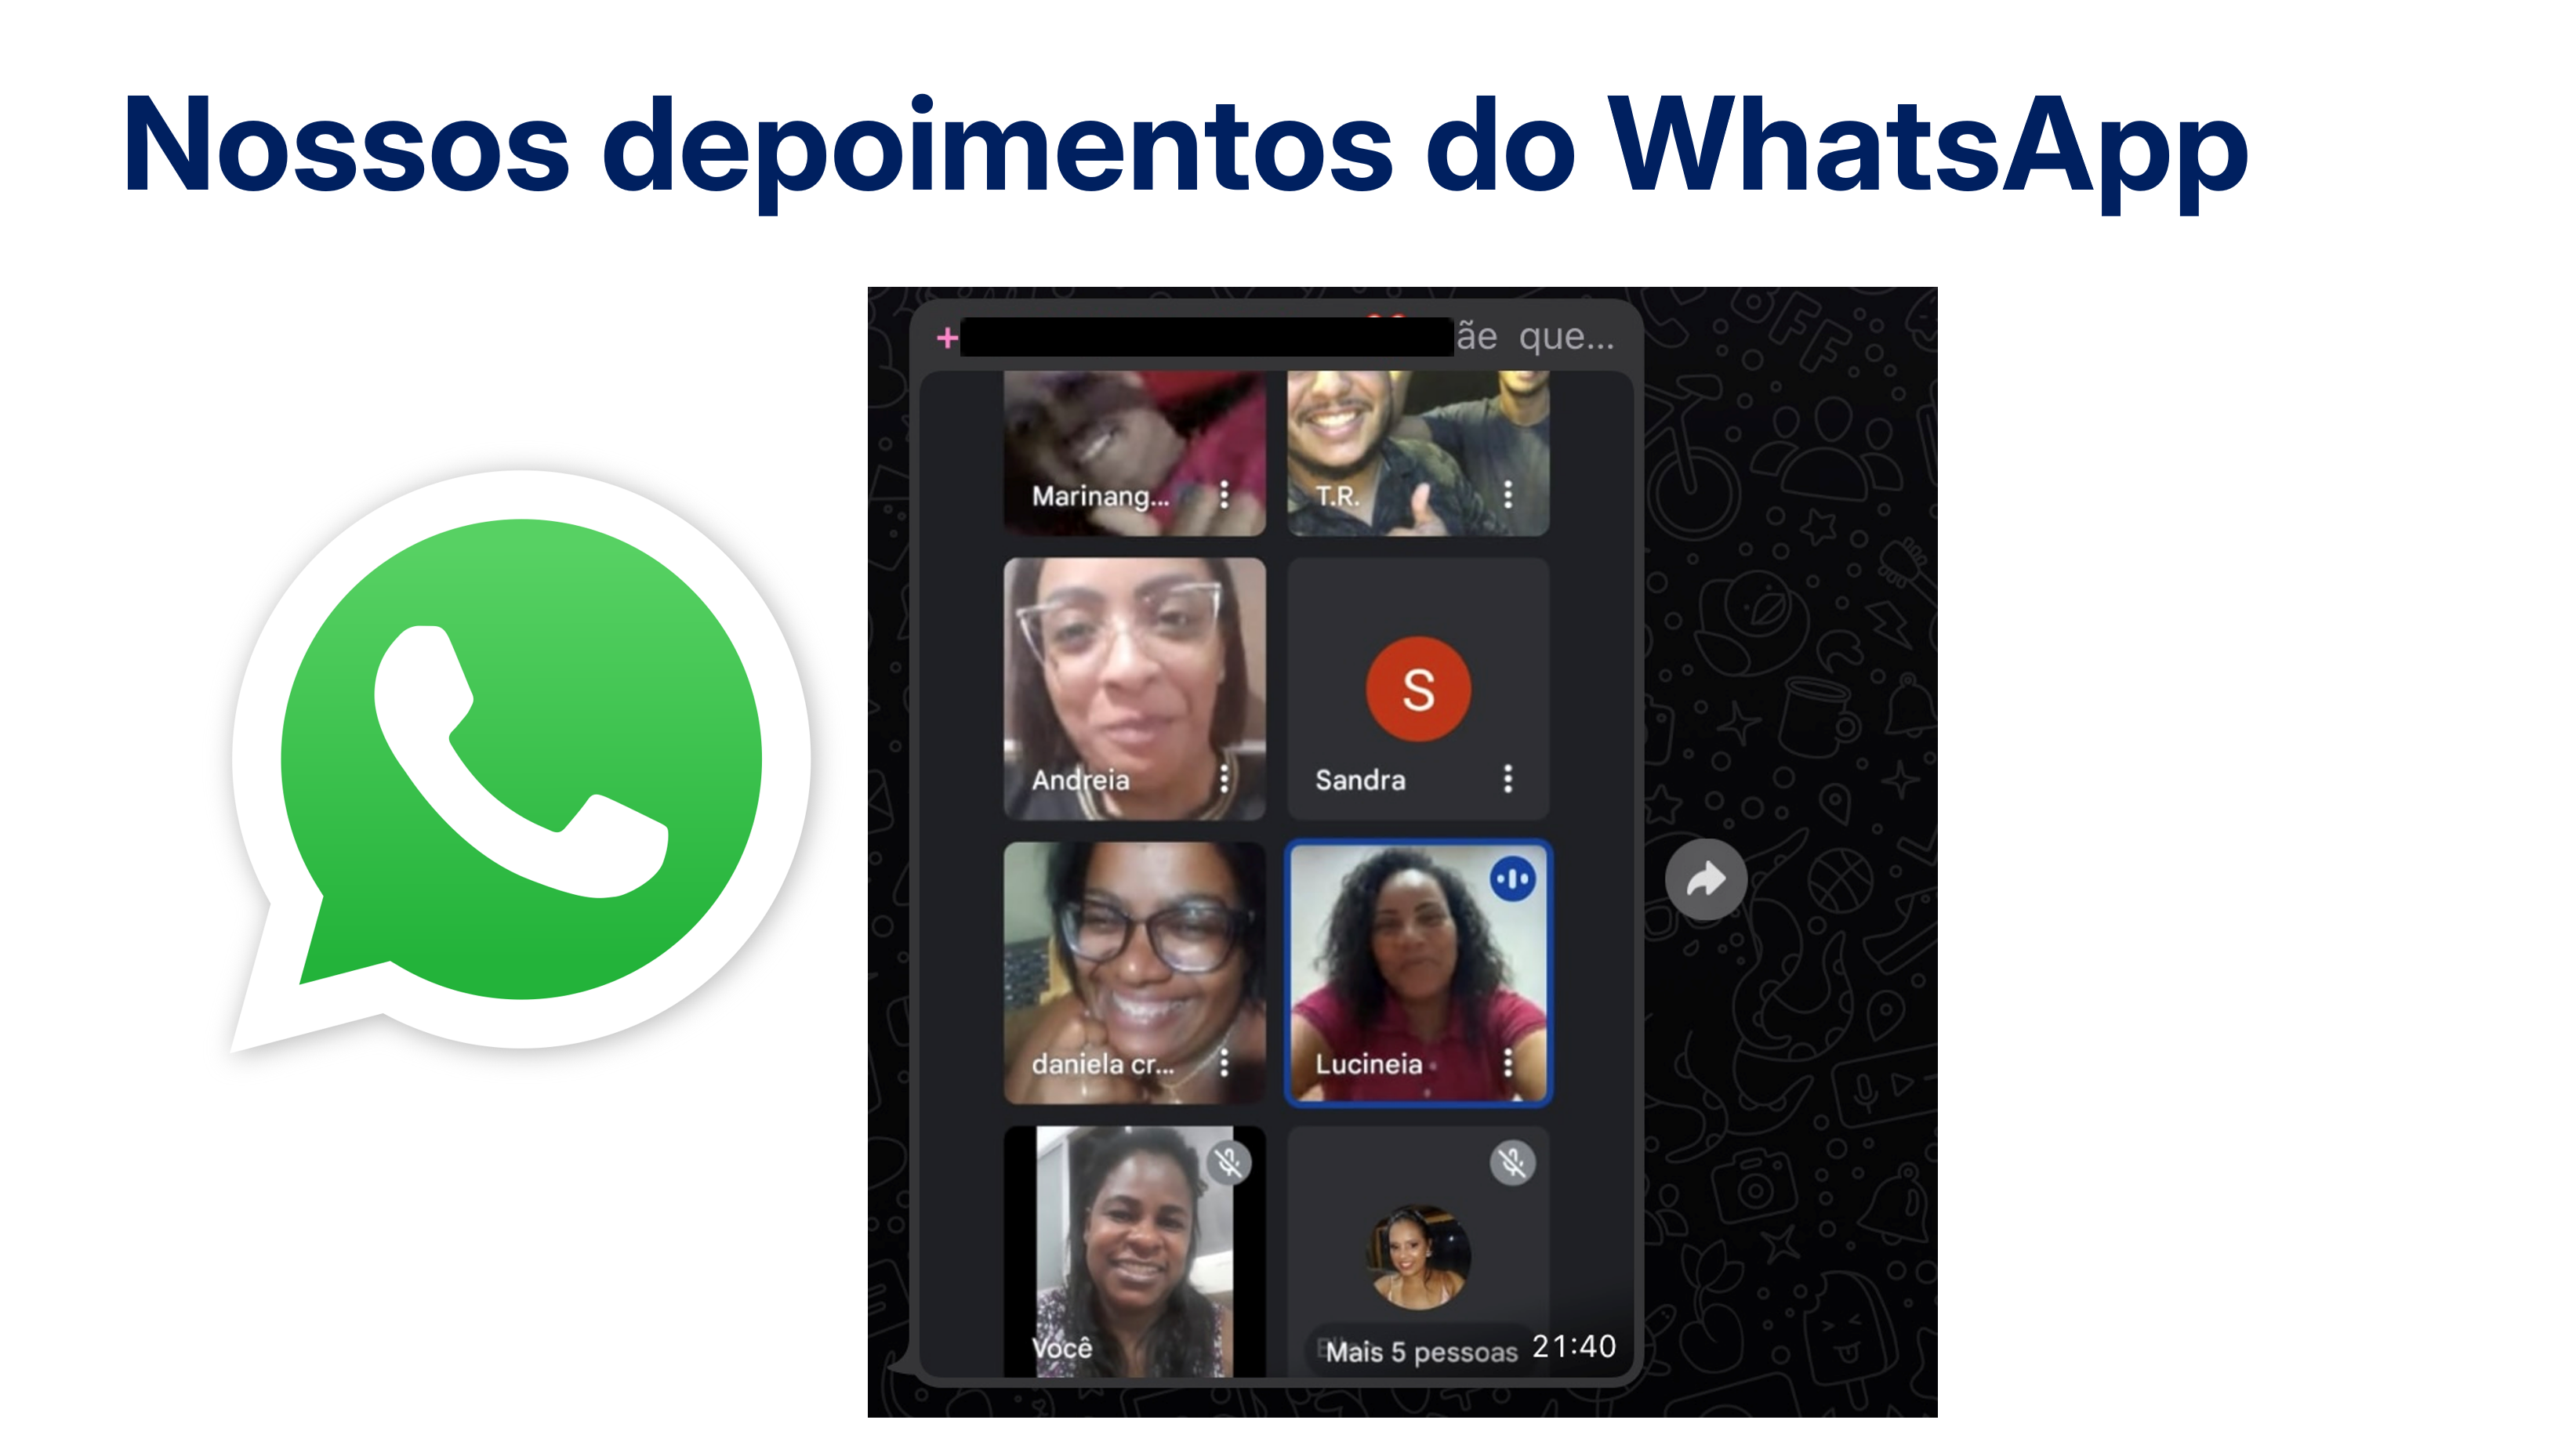 Nossos depoimentos do WhatsApp
+
ãe que...
Marinang...
T.R.
Andreia
S
Sandra
daniela cr...
Lucineia
Você
Mais 5 pessoas
21:40